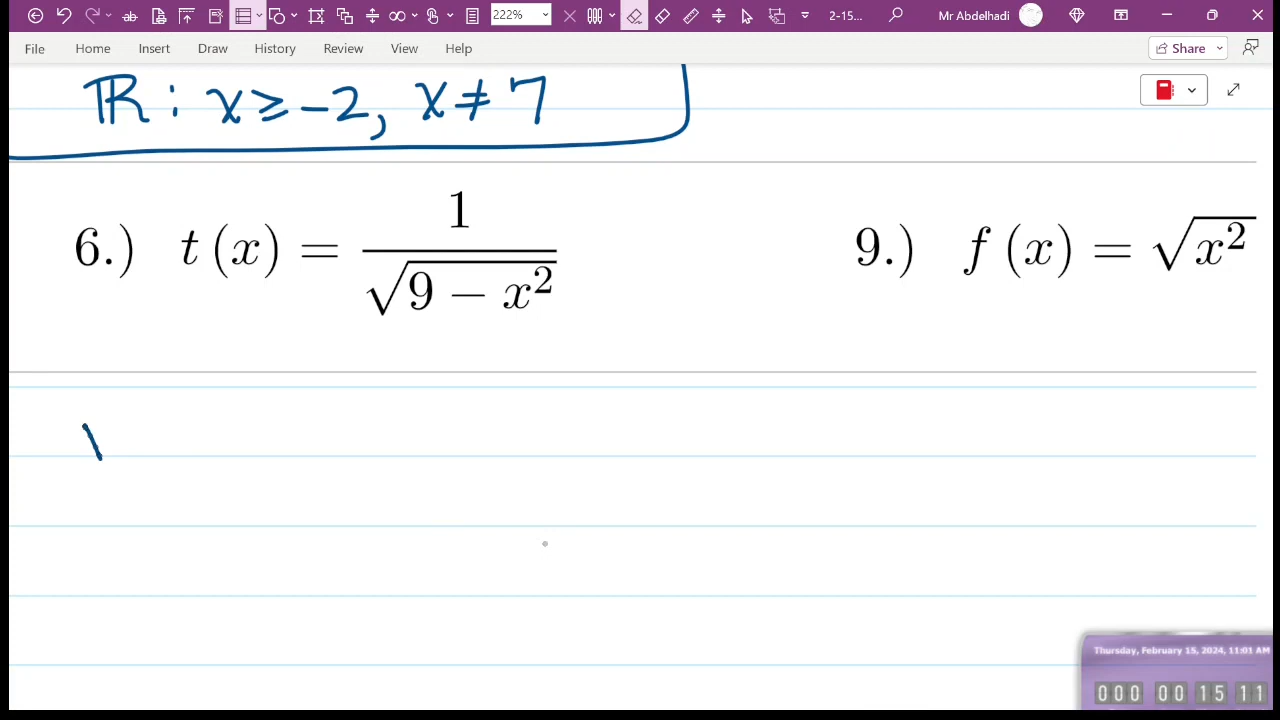 222% 2-15... Mr Abdelhadi
File Home Insert Draw History Review View Help Share
ℝ : x ≥ -2, x ≠ 7
6.) t(x) = 1/√(9 − x²)
9.) f(x) = √x²
Thursday, February 15, 2024, 11:01 AM
000 00 15 11